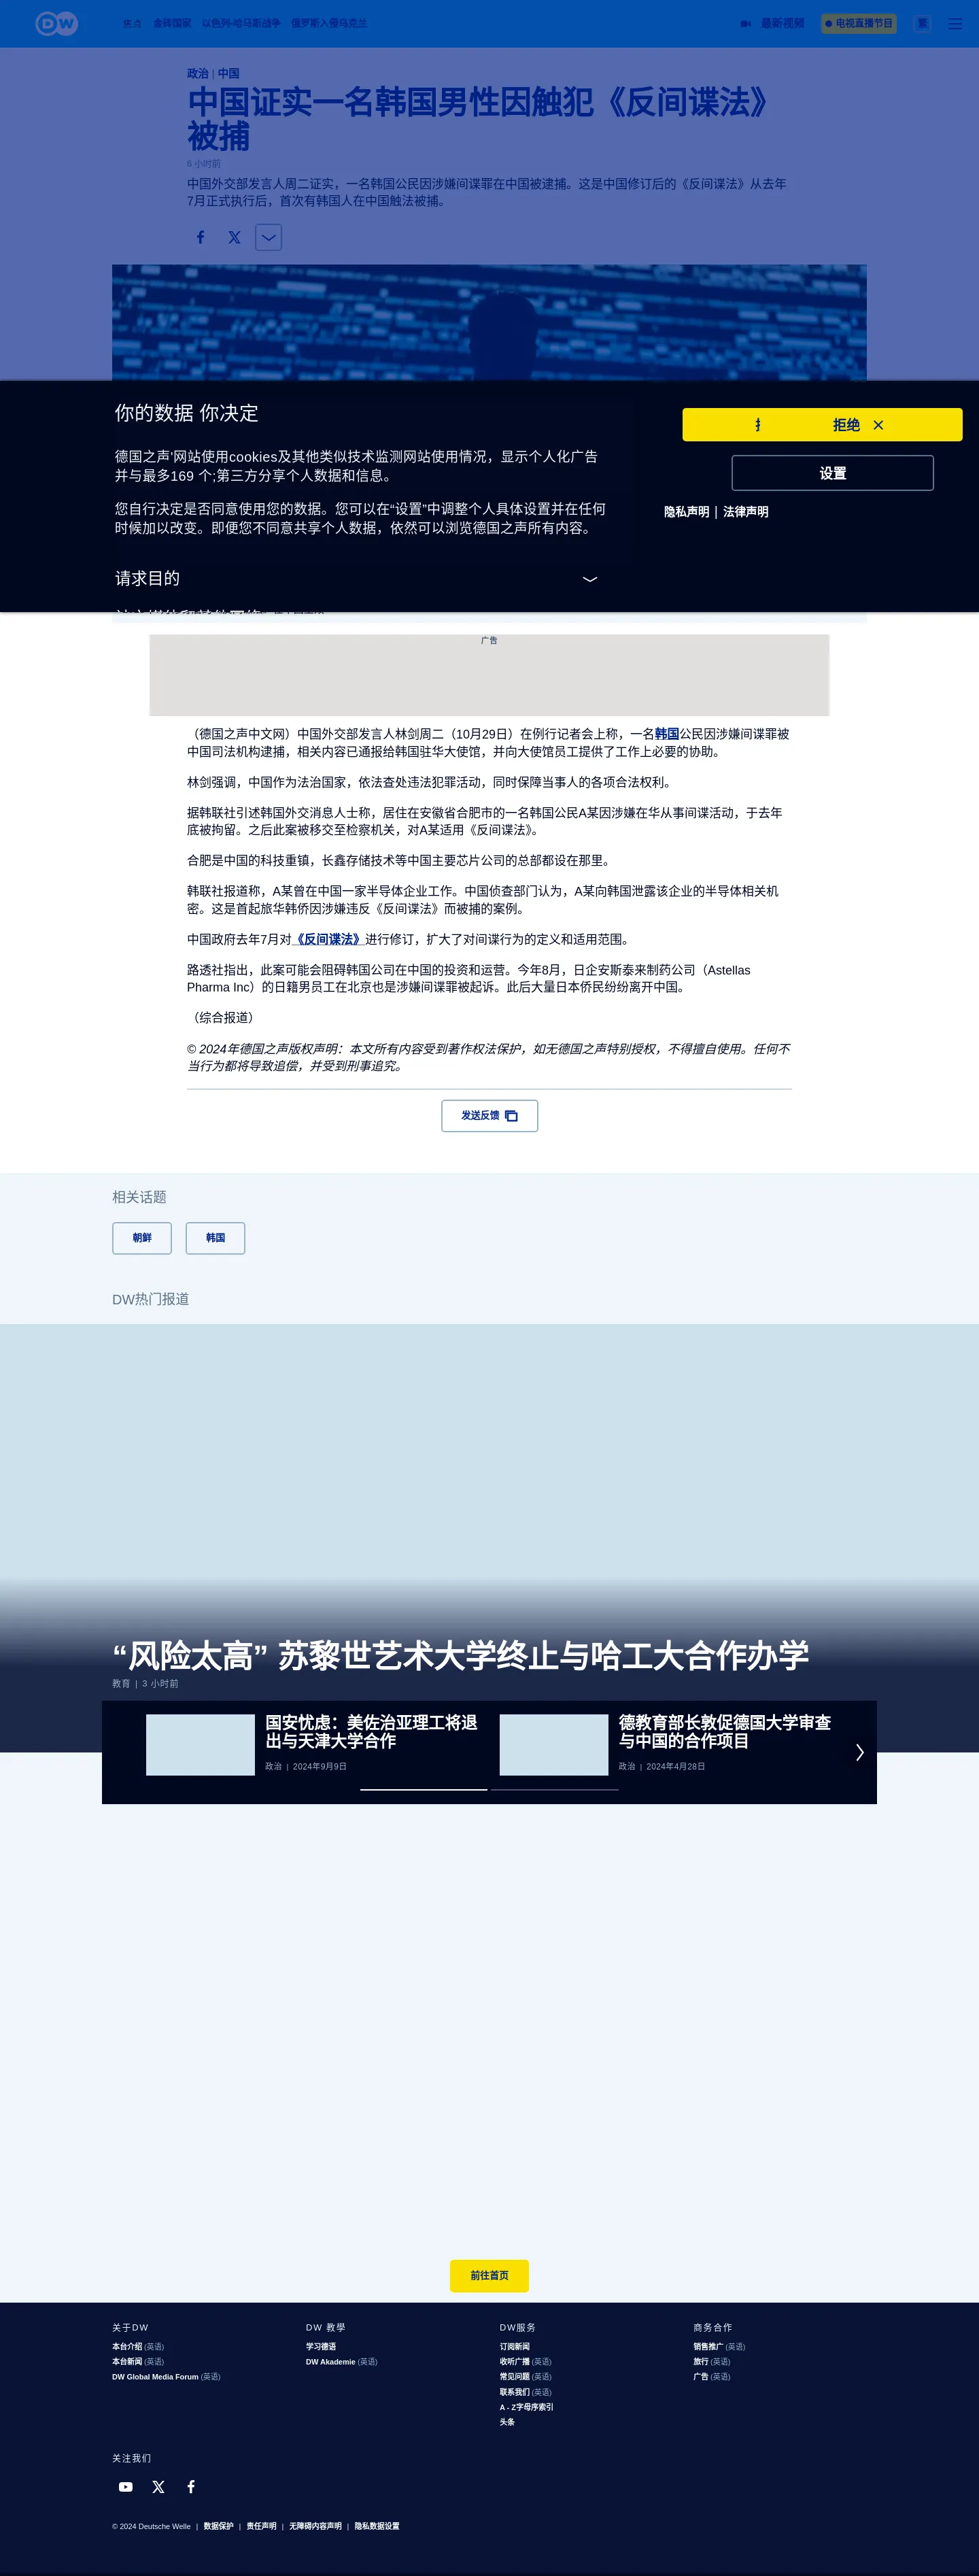 DW
焦点 金砖国家 以色列-哈马斯战争 俄罗斯入侵乌克兰
最新视频 电视直播节目 繁
政治 | 中国
中国证实一名韩国男性因触犯《反间谍法》
被捕
6 小时前
中国外交部发言人周二证实，一名韩国公民因涉嫌间谍罪在中国被逮捕。这是中国修订后的《反间谍法》从去年
7月正式执行后，首次有韩国人在中国触法被捕。
你的数据 你决定
德国之声'网站使用cookies及其他类似技术监测网站使用情况，显示个人化广告
并与最多169 个;第三方分享个人数据和信息。
您自行决定是否同意使用您的数据。您可以在“设置”中调整个人具体设置并在任何
时候加以改变。即便您不同意共享个人数据，依然可以浏览德国之声所有内容。
请求目的
拒绝
设置
隐私声明 | 法律声明
广告
（德国之声中文网）中国外交部发言人林剑周二（10月29日）在例行记者会上称，一名韩国公民因涉嫌间谍罪被
中国司法机构逮捕，相关内容已通报给韩国驻华大使馆，并向大使馆员工提供了工作上必要的协助。
林剑强调，中国作为法治国家，依法查处违法犯罪活动，同时保障当事人的各项合法权利。
据韩联社引述韩国外交消息人士称，居住在安徽省合肥市的一名韩国公民A某因涉嫌在华从事间谍活动，于去年
底被拘留。之后此案被移交至检察机关，对A某适用《反间谍法》。
合肥是中国的科技重镇，长鑫存储技术等中国主要芯片公司的总部都设在那里。
韩联社报道称，A某曾在中国一家半导体企业工作。中国侦查部门认为，A某向韩国泄露该企业的半导体相关机
密。这是首起旅华韩侨因涉嫌违反《反间谍法》而被捕的案例。
中国政府去年7月对《反间谍法》进行修订，扩大了对间谍行为的定义和适用范围。
路透社指出，此案可能会阻碍韩国公司在中国的投资和运营。今年8月，日企安斯泰来制药公司（Astellas
Pharma Inc）的日籍男员工在北京也是涉嫌间谍罪被起诉。此后大量日本侨民纷纷离开中国。
（综合报道）
© 2024年德国之声版权声明：本文所有内容受到著作权法保护，如无德国之声特别授权，不得擅自使用。任何不
当行为都将导致追偿，并受到刑事追究。
发送反馈
相关话题
朝鲜 韩国
DW热门报道
“风险太高” 苏黎世艺术大学终止与哈工大合作办学
教育 | 3 小时前
国安忧虑：美佐治亚理工将退
出与天津大学合作
政治 | 2024年9月9日
德教育部长敦促德国大学审查
与中国的合作项目
政治 | 2024年4月28日
前往首页
关于DW
本台介绍 (英语)
本台新闻 (英语)
DW Global Media Forum (英语)
DW 教學
学习德语
DW Akademie (英语)
DW服务
订阅新闻
收听广播 (英语)
常见问题 (英语)
联系我们 (英语)
A - Z字母序索引
头条
商务合作
销售推广 (英语)
旅行 (英语)
广告 (英语)
关注我们
© 2024 Deutsche Welle | 数据保护 | 责任声明 | 无障碍内容声明 | 隐私数据设置